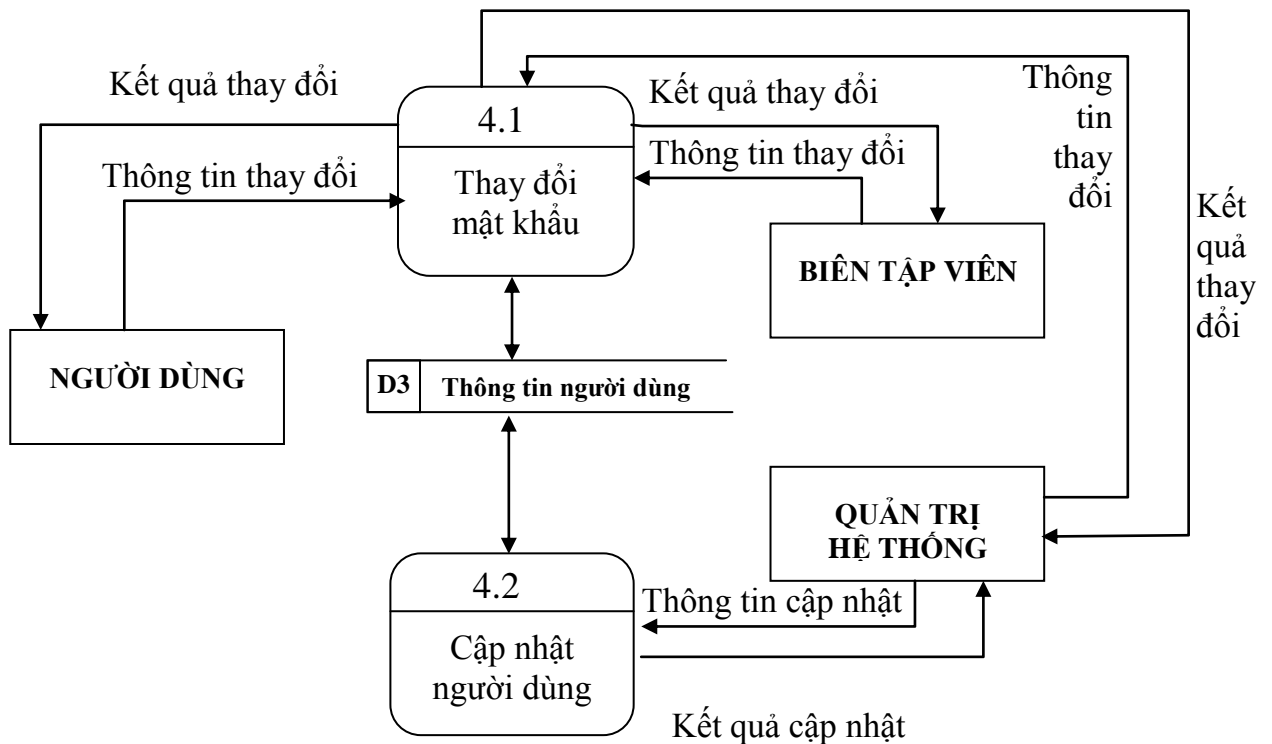 Kết quả thay đổi
4.1
Kết quả thay đổi
Thông
tin
thay
đổi
Thông tin thay đổi
Thay đổi
mật khẩu
Thông tin thay đổi
Kết
quả
thay
đổi
BIÊN TẬP VIÊN
NGƯỜI DÙNG
D3 Thông tin người dùng
QUẢN TRỊ
HỆ THỐNG
4.2
Thông tin cập nhật
Cập nhật
người dùng
Kết quả cập nhật